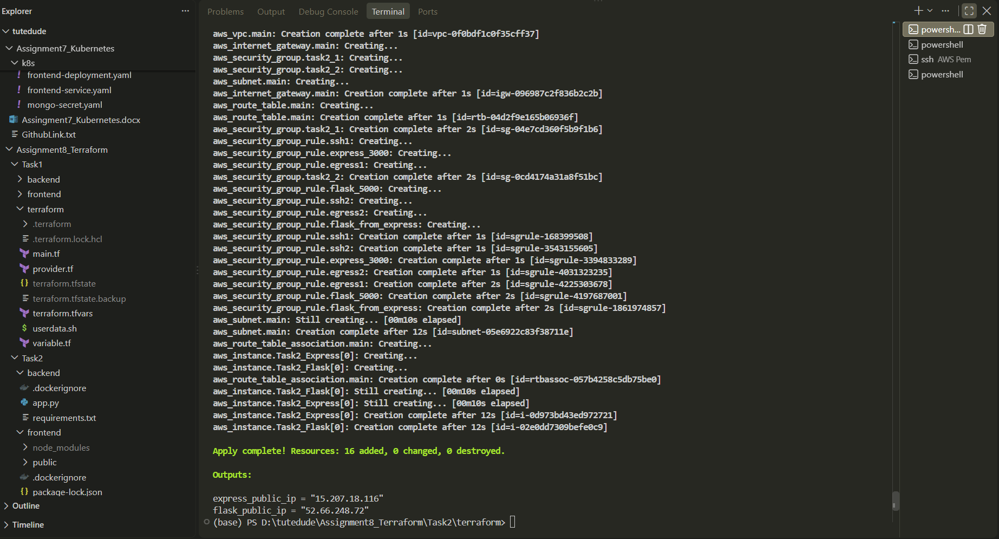 Explorer
tutedude
Assignment7_Kubernetes
k8s
frontend-deployment.yaml
frontend-service.yaml
mongo-secret.yaml
Assingment7_Kubernetes.docx
GithubLink.txt
Assignment8_Terraform
Task1
backend
frontend
terraform
.terraform
.terraform.lock.hcl
main.tf
provider.tf
terraform.tfstate
terraform.tfstate.backup
terraform.tfvars
userdata.sh
variable.tf
Task2
backend
.dockerignore
app.py
requirements.txt
frontend
node_modules
public
.dockerignore
package-lock.json
Outline
Timeline
Problems Output Debug Console Terminal Ports
aws_vpc.main: Creation complete after 1s [id=vpc-0f0bdf1c0f35cff37]
aws_internet_gateway.main: Creating...
aws_security_group.task2_1: Creating...
aws_security_group.task2_2: Creating...
aws_subnet.main: Creating...
aws_internet_gateway.main: Creation complete after 1s [id=igw-096987c2f836b2c2b]
aws_route_table.main: Creating...
aws_route_table.main: Creation complete after 1s [id=rtb-04d2f9e165b06936f]
aws_security_group.task2_1: Creation complete after 2s [id=sg-04e7cd360f5b9f1b6]
aws_security_group_rule.ssh1: Creating...
aws_security_group_rule.express_3000: Creating...
aws_security_group_rule.egress1: Creating...
aws_security_group.task2_2: Creation complete after 2s [id=sg-0cd4174a31a8f51bc]
aws_security_group_rule.flask_5000: Creating...
aws_security_group_rule.ssh2: Creating...
aws_security_group_rule.egress2: Creating...
aws_security_group_rule.flask_from_express: Creating...
aws_security_group_rule.ssh1: Creation complete after 1s [id=sgrule-168399508]
aws_security_group_rule.ssh2: Creation complete after 1s [id=sgrule-3543155605]
aws_security_group_rule.express_3000: Creation complete after 1s [id=sgrule-3394833289]
aws_security_group_rule.egress2: Creation complete after 1s [id=sgrule-4031323235]
aws_security_group_rule.egress1: Creation complete after 2s [id=sgrule-4225303678]
aws_security_group_rule.flask_5000: Creation complete after 2s [id=sgrule-4197687001]
aws_security_group_rule.flask_from_express: Creation complete after 2s [id=sgrule-1861974857]
aws_subnet.main: Still creating... [00m10s elapsed]
aws_subnet.main: Creation complete after 12s [id=subnet-05e6922c83f38711e]
aws_route_table_association.main: Creating...
aws_instance.Task2_Express[0]: Creating...
aws_instance.Task2_Flask[0]: Creating...
aws_route_table_association.main: Creation complete after 0s [id=rtbassoc-057b4258c5db75be0]
aws_instance.Task2_Flask[0]: Still creating... [00m10s elapsed]
aws_instance.Task2_Express[0]: Still creating... [00m10s elapsed]
aws_instance.Task2_Express[0]: Creation complete after 12s [id=i-0d973bd43ed972721]
aws_instance.Task2_Flask[0]: Creation complete after 12s [id=i-02e0dd7309befe0c9]
Apply complete! Resources: 16 added, 0 changed, 0 destroyed.
Outputs:
express_public_ip = "15.207.18.116"
flask_public_ip = "52.66.248.72"
(base) PS D:\tutedude\Assignment8_Terraform\Task2\terraform>
powersh...
powershell
ssh AWS Pem
powershell